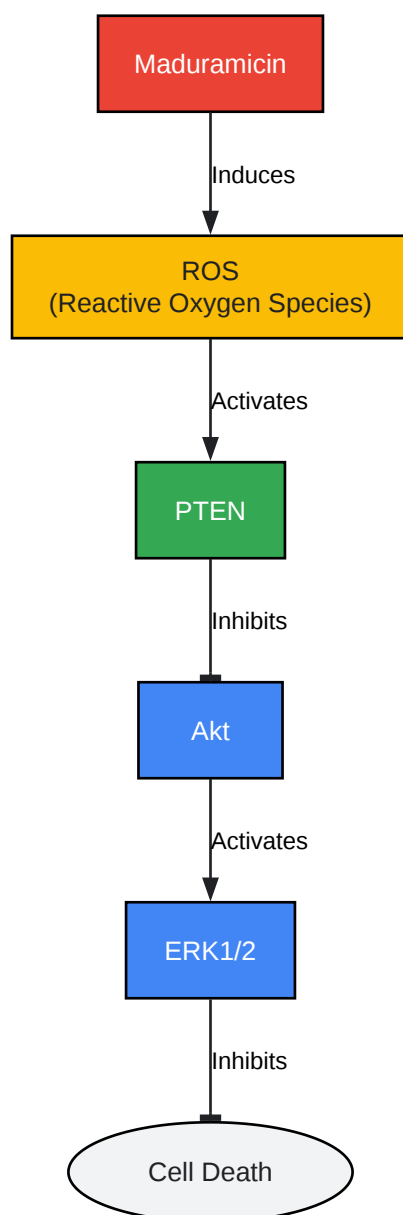 Maduramicin
Induces
ROS
(Reactive Oxygen Species)
Activates
PTEN
Inhibits
Akt
Activates
ERK1/2
Inhibits
Cell Death